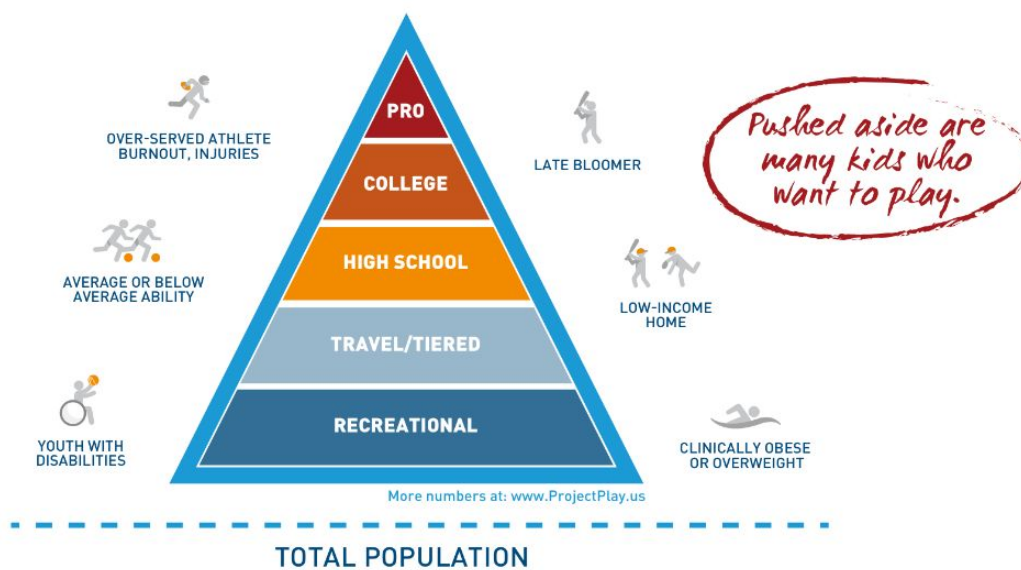 PRO
OVER-SERVED ATHLETE
BURNOUT, INJURIES
LATE BLOOMER
Pushed aside are
many kids who
want to play.
COLLEGE
HIGH SCHOOL
AVERAGE OR BELOW
AVERAGE ABILITY
LOW-INCOME
HOME
TRAVEL/TIERED
RECREATIONAL
YOUTH WITH
DISABILITIES
CLINICALLY OBESE
OR OVERWEIGHT
More numbers at: www.ProjectPlay.us
TOTAL POPULATION